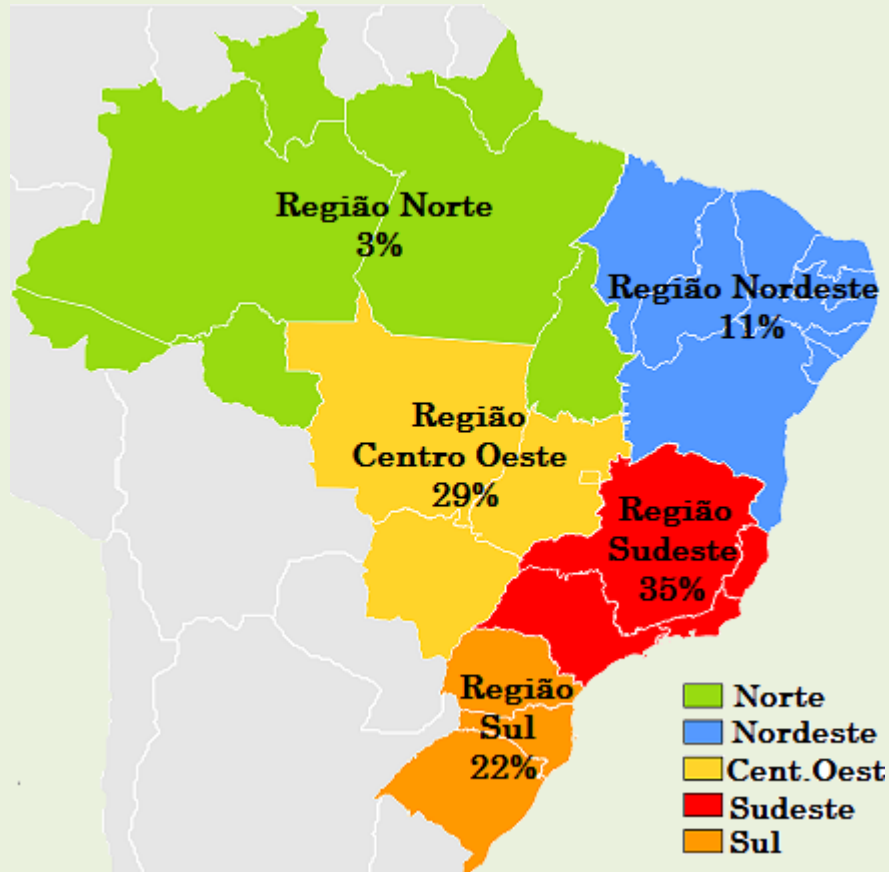 Região Norte
3%
Região Nordeste
11%
Região
Centro Oeste
29%
Região
Sudeste
35%
Região
Sul
22%
Norte
Nordeste
Cent.Oest
Sudeste
Sul